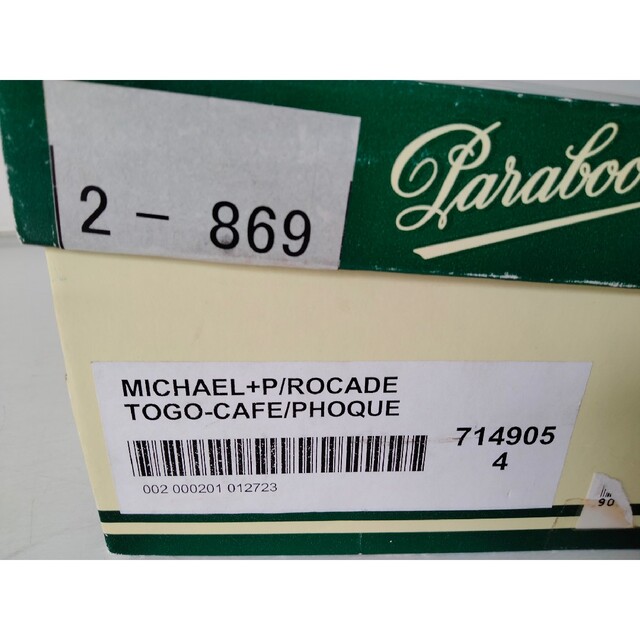 2 - 869
Paraboo
MICHAEL+P/ROCADE
TOGO-CAFE/PHOQUE
714905
4
002 000201 012723
90